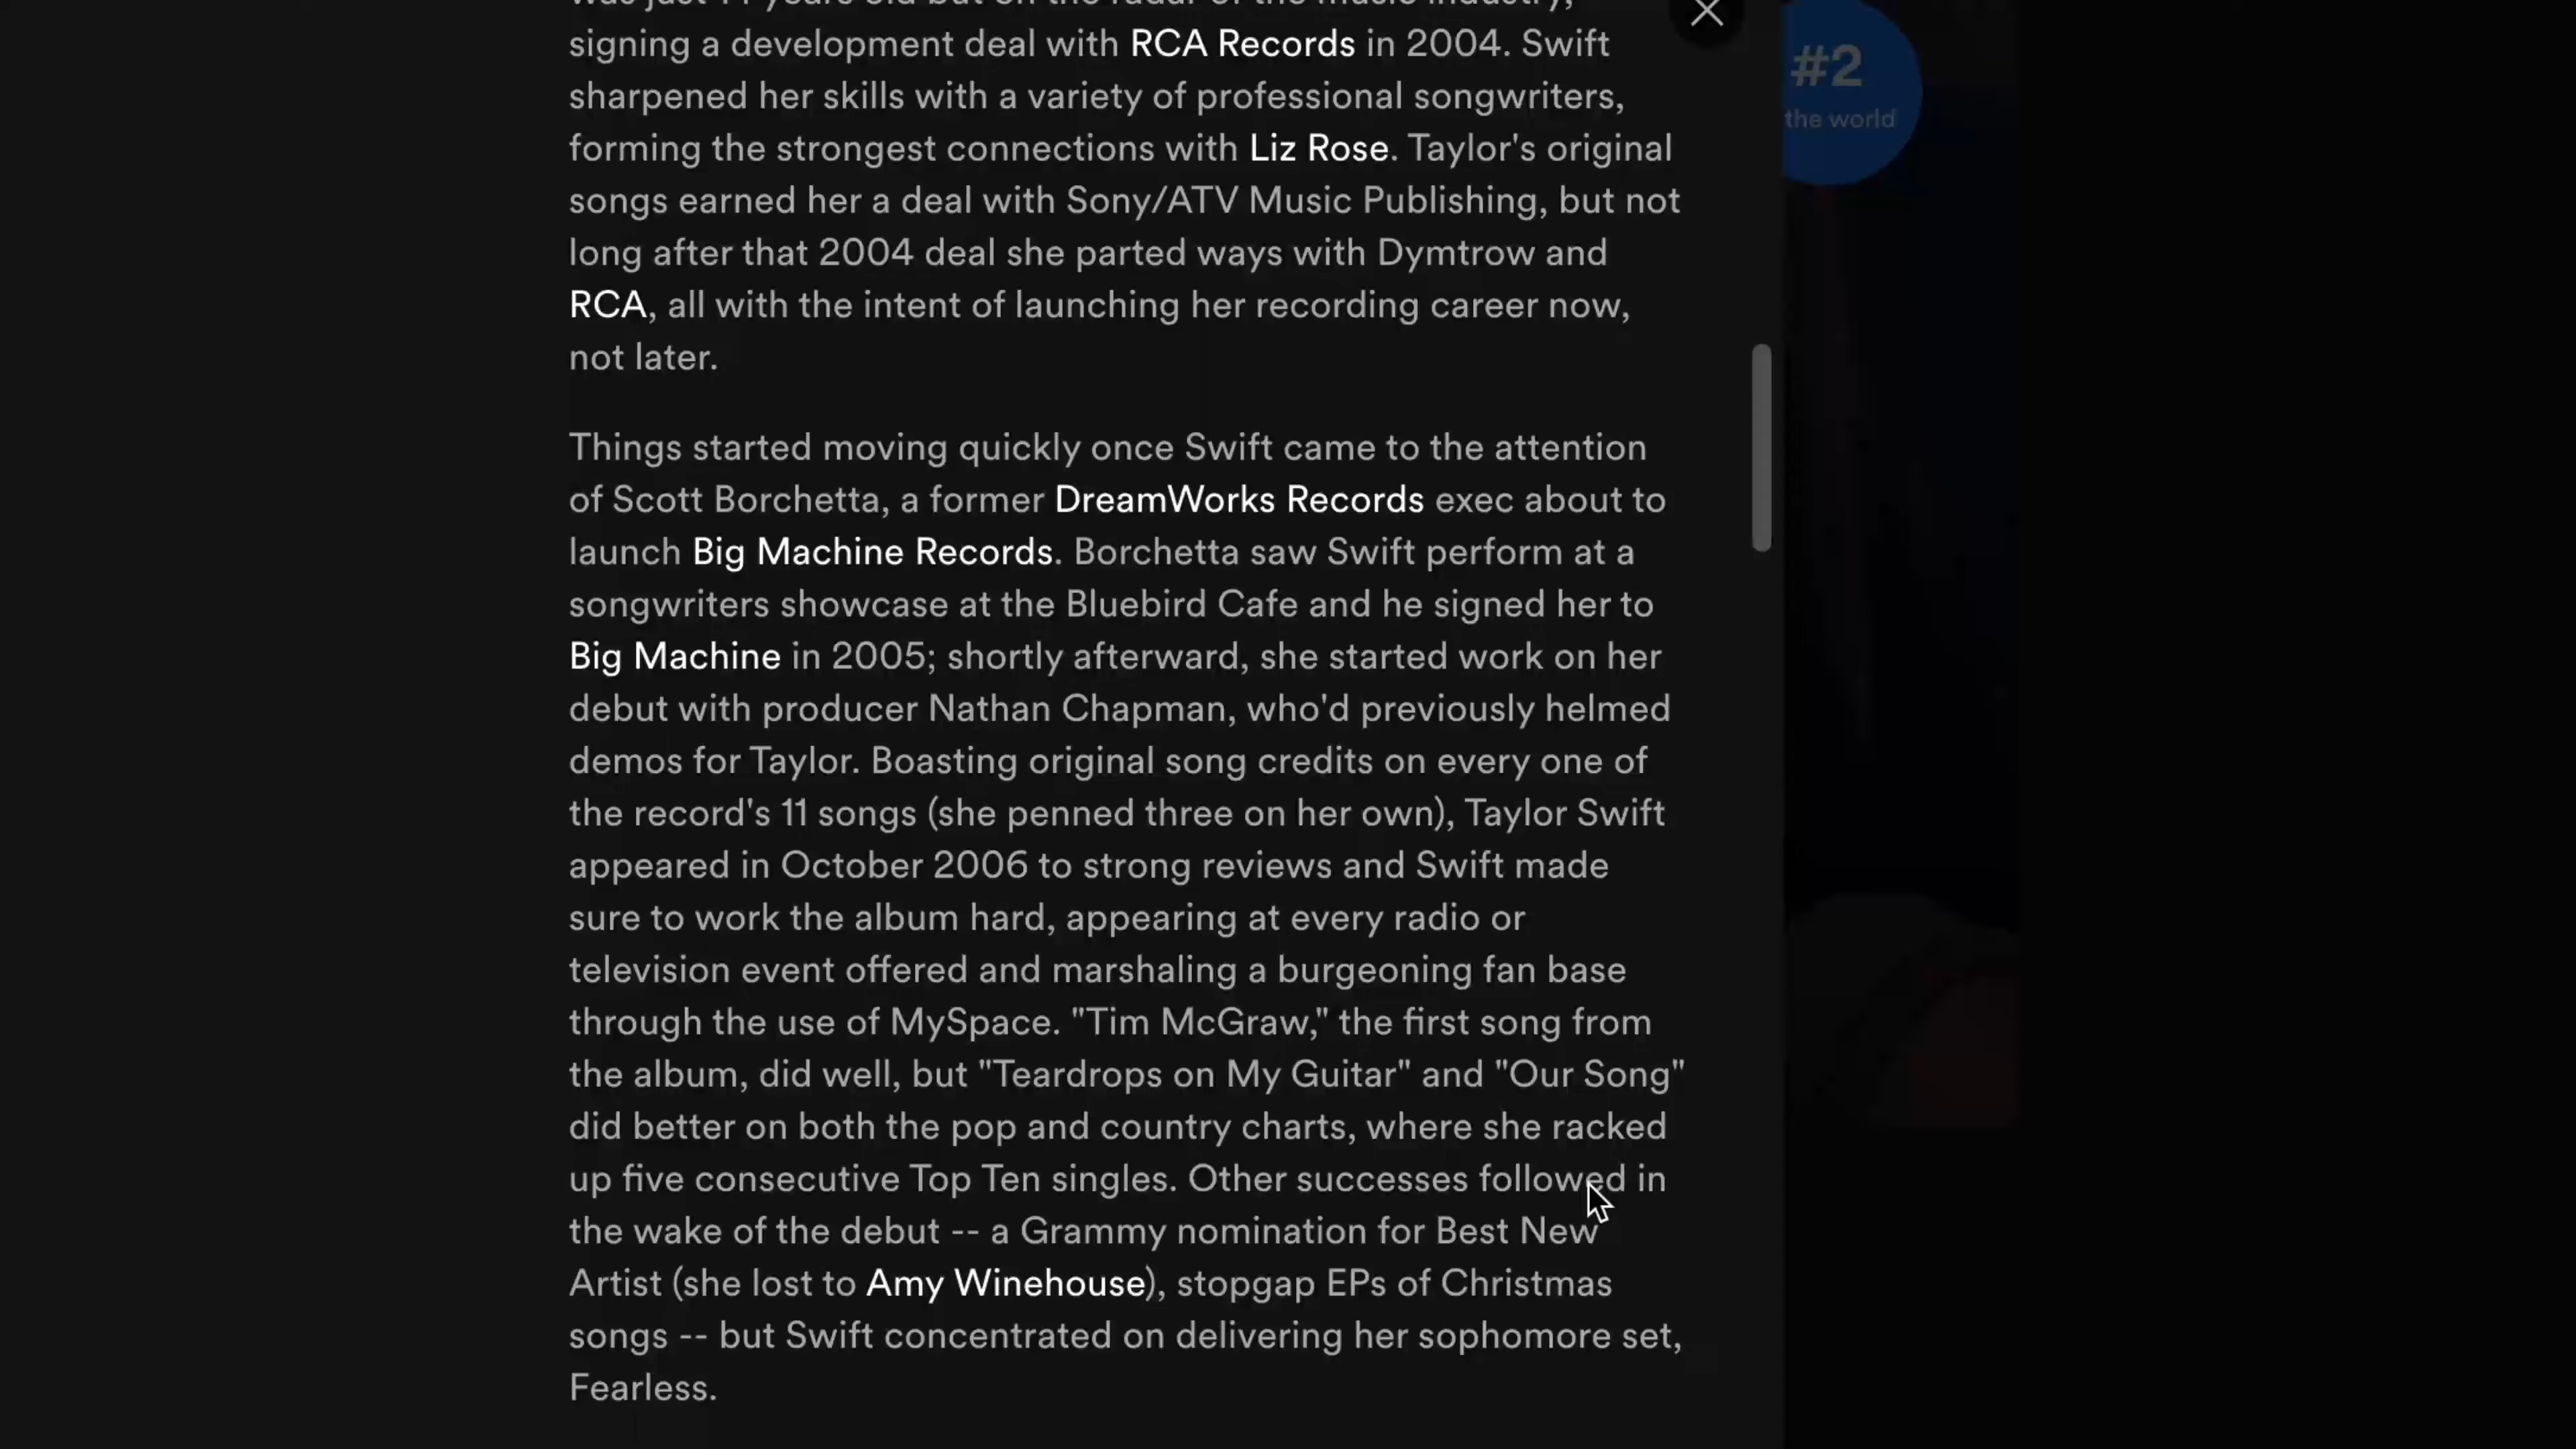 signing a development deal with RCA Records in 2004. Swift
sharpened her skills with a variety of professional songwriters,
forming the strongest connections with Liz Rose. Taylor's original
songs earned her a deal with Sony/ATV Music Publishing, but not
long after that 2004 deal she parted ways with Dymtrow and
RCA, all with the intent of launching her recording career now,
not later.
Things started moving quickly once Swift came to the attention
of Scott Borchetta, a former DreamWorks Records exec about to
launch Big Machine Records. Borchetta saw Swift perform at a
songwriters showcase at the Bluebird Cafe and he signed her to
Big Machine in 2005; shortly afterward, she started work on her
debut with producer Nathan Chapman, who'd previously helmed
demos for Taylor. Boasting original song credits on every one of
the record's 11 songs (she penned three on her own), Taylor Swift
appeared in October 2006 to strong reviews and Swift made
sure to work the album hard, appearing at every radio or
television event offered and marshaling a burgeoning fan base
through the use of MySpace. "Tim McGraw," the first song from
the album, did well, but "Teardrops on My Guitar" and "Our Song"
did better on both the pop and country charts, where she racked
up five consecutive Top Ten singles. Other successes followed in
the wake of the debut -- a Grammy nomination for Best New
Artist (she lost to Amy Winehouse), stopgap EPs of Christmas
songs -- but Swift concentrated on delivering her sophomore set,
Fearless.
#2
the world